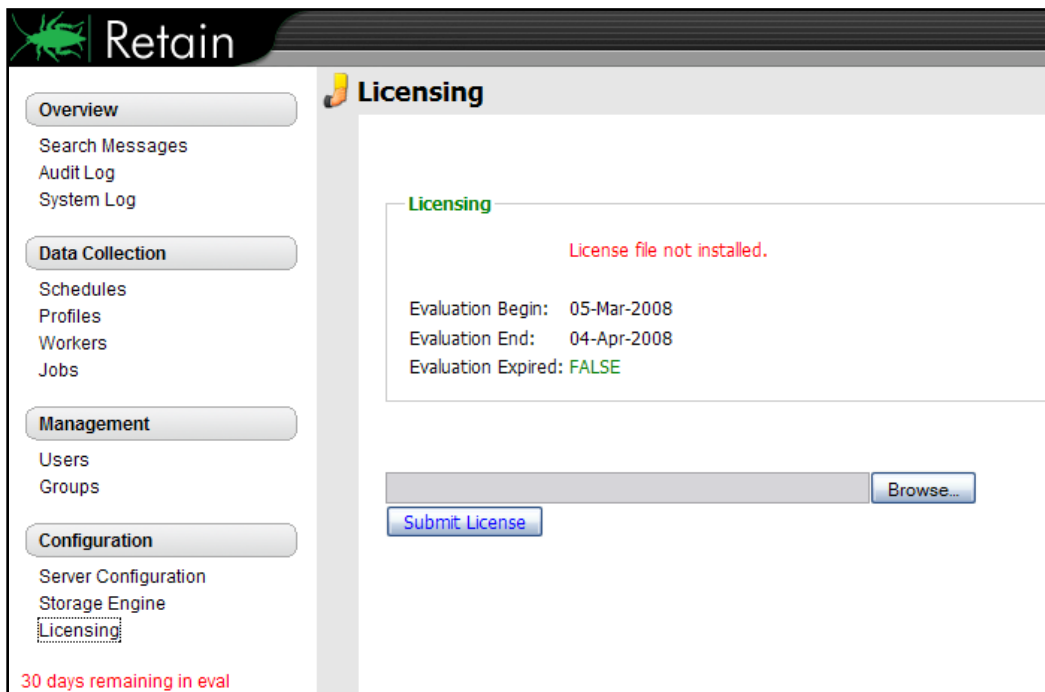 Retain
Overview
Search Messages
Audit Log
System Log
Data Collection
Schedules
Profiles
Workers
Jobs
Management
Users
Groups
Configuration
Server Configuration
Storage Engine
Licensing
30 days remaining in eval
Licensing
Licensing
License file not installed.
Evaluation Begin: 05-Mar-2008
Evaluation End: 04-Apr-2008
Evaluation Expired: FALSE
Browse...
Submit License